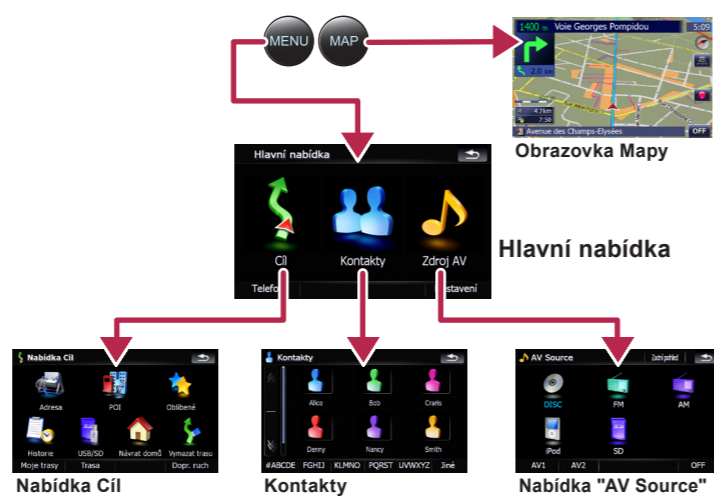 MENU
MAP
1400 m Voie Georges Pompidou 5:09
2.0 km
4.7km
7:50
Avenue des Champs-Elysées OFF
Obrazovka Mapy
Hlavní nabídka
Cíl Kontakty Zdroj AV
Hlavní nabídka
Nabídka Cíl
Adresa POI Oblíbené
Historie USB/SD Návrat domů Vymazat trasu
Moje trasy Trasa Dopr. ruch
Nabídka Cíl
Kontakty
Alice Bob Craris
Denny Nancy Smith
#ABCDE FGHIJ KLMNO PQRST UVWXYZ Jiné
Kontakty
AV Source Zadní pohled
DISC FM AM
iPod SD
AV1 AV2 OFF
Nabídka "AV Source"